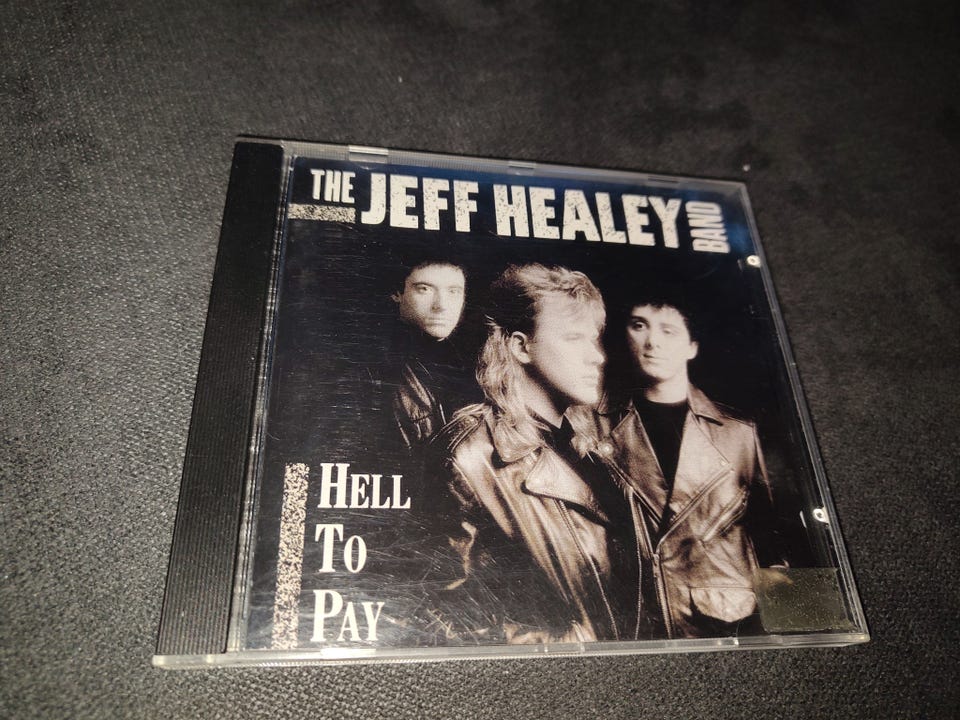 THE JEFF HEALEY BAND
HELL
TO
PAY